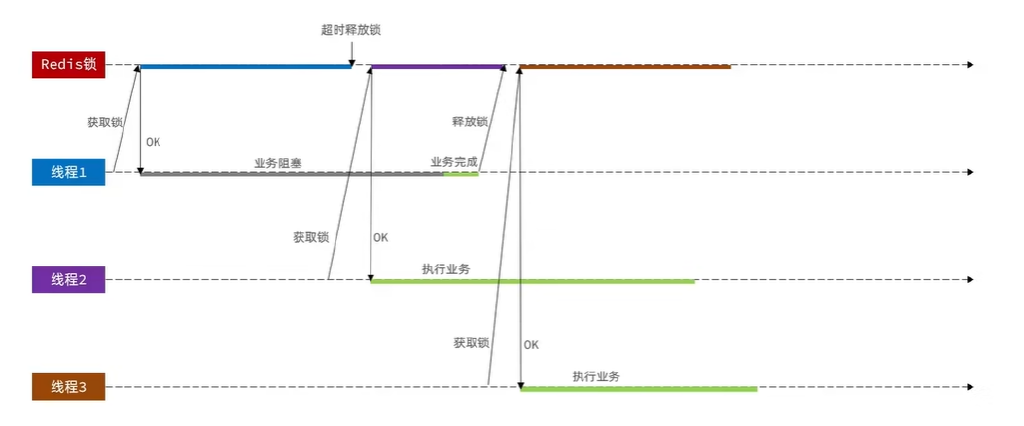 超时释放锁
Redis锁
获取锁
OK
释放锁
业务阻塞
业务完成
线程1
获取锁
OK
执行业务
线程2
获取锁
OK
执行业务
线程3